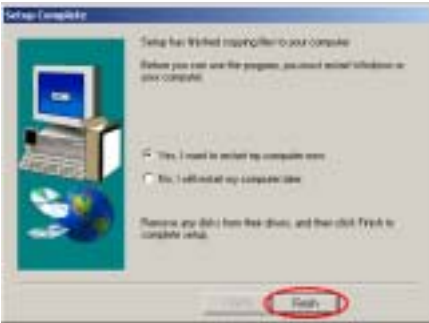 Setup Complete
Setup has finished copying files to your computer.
Before you can use the program, you must restart Windows or
your computer.
Yes, I want to restart my computer now.
No, I will restart my computer later.
Remove any disks from their drives, and then click Finish to
complete setup.
Finish